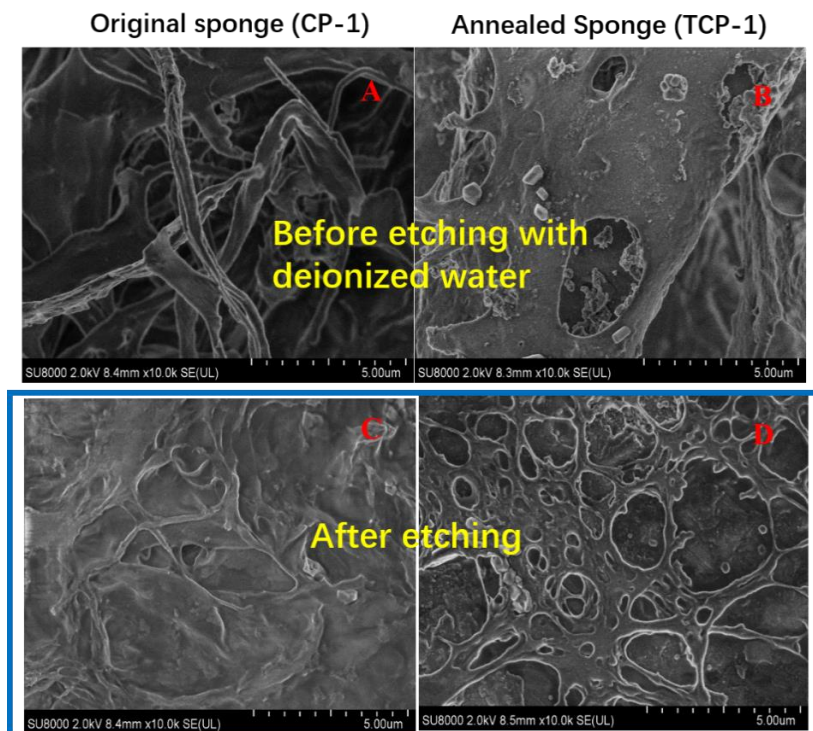 Original sponge (CP-1)
Annealed Sponge (TCP-1)
A
B
Before etching with
deionized water
SU8000 2.0kV 8.4mm x10.0k SE(UL)
5.00um
SU8000 2.0kV 8.3mm x10.0k SE(UL)
5.00um
C
D
After etching
SU8000 2.0kV 8.4mm x10.0k SE(UL)
5.00um
SU8000 2.0kV 8.5mm x10.0k SE(UL)
5.00um